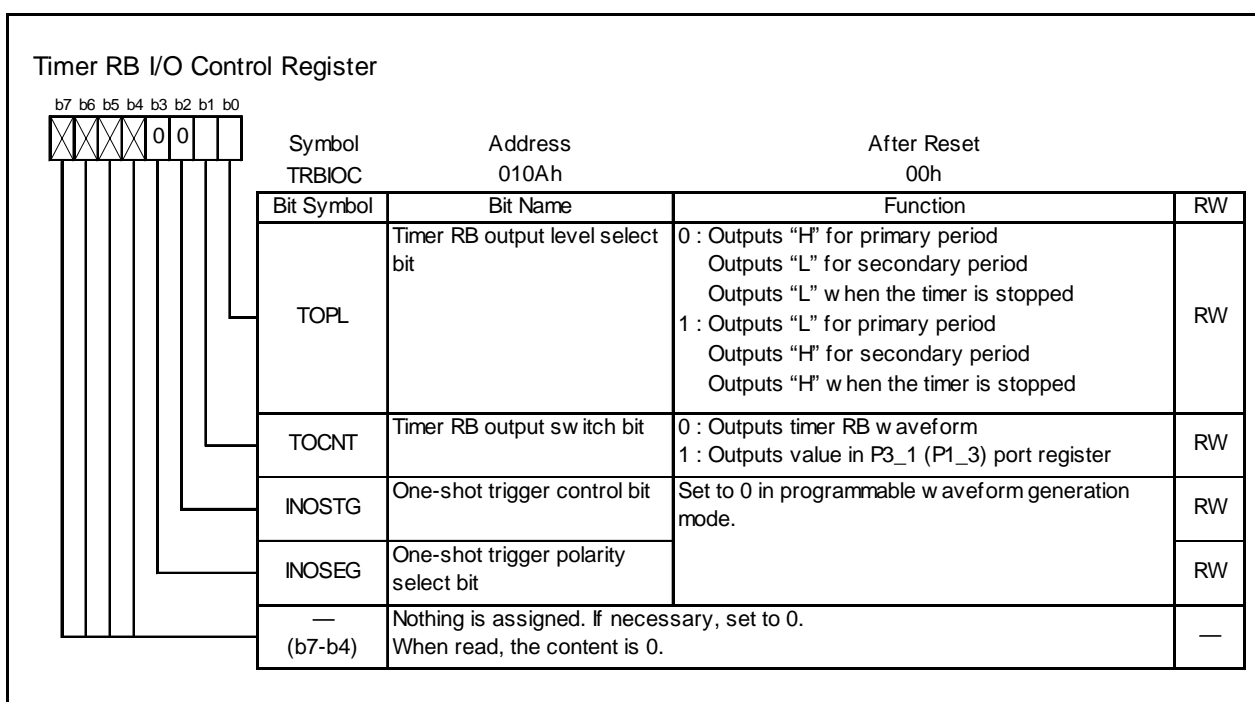 Timer RB I/O Control Register
b7 b6 b5 b4 b3 b2 b1 b0
0 0
Symbol Address After Reset
TRBIOC 010Ah 00h
Bit Symbol Bit Name Function RW
TOPL
Timer RB output level select
bit
0 : Outputs “H” for primary period
Outputs “L” for secondary period
Outputs “L” when the timer is stopped
1 : Outputs “L” for primary period
Outputs “H” for secondary period
Outputs “H” when the timer is stopped
RW
TOCNT
Timer RB output switch bit
0 : Outputs timer RB waveform
1 : Outputs value in P3_1 (P1_3) port register
RW
INOSTG
One-shot trigger control bit
Set to 0 in programmable waveform generation
mode.
RW
INOSEG
One-shot trigger polarity
select bit
RW
—
(b7-b4)
Nothing is assigned. If necessary, set to 0.
When read, the content is 0.
—